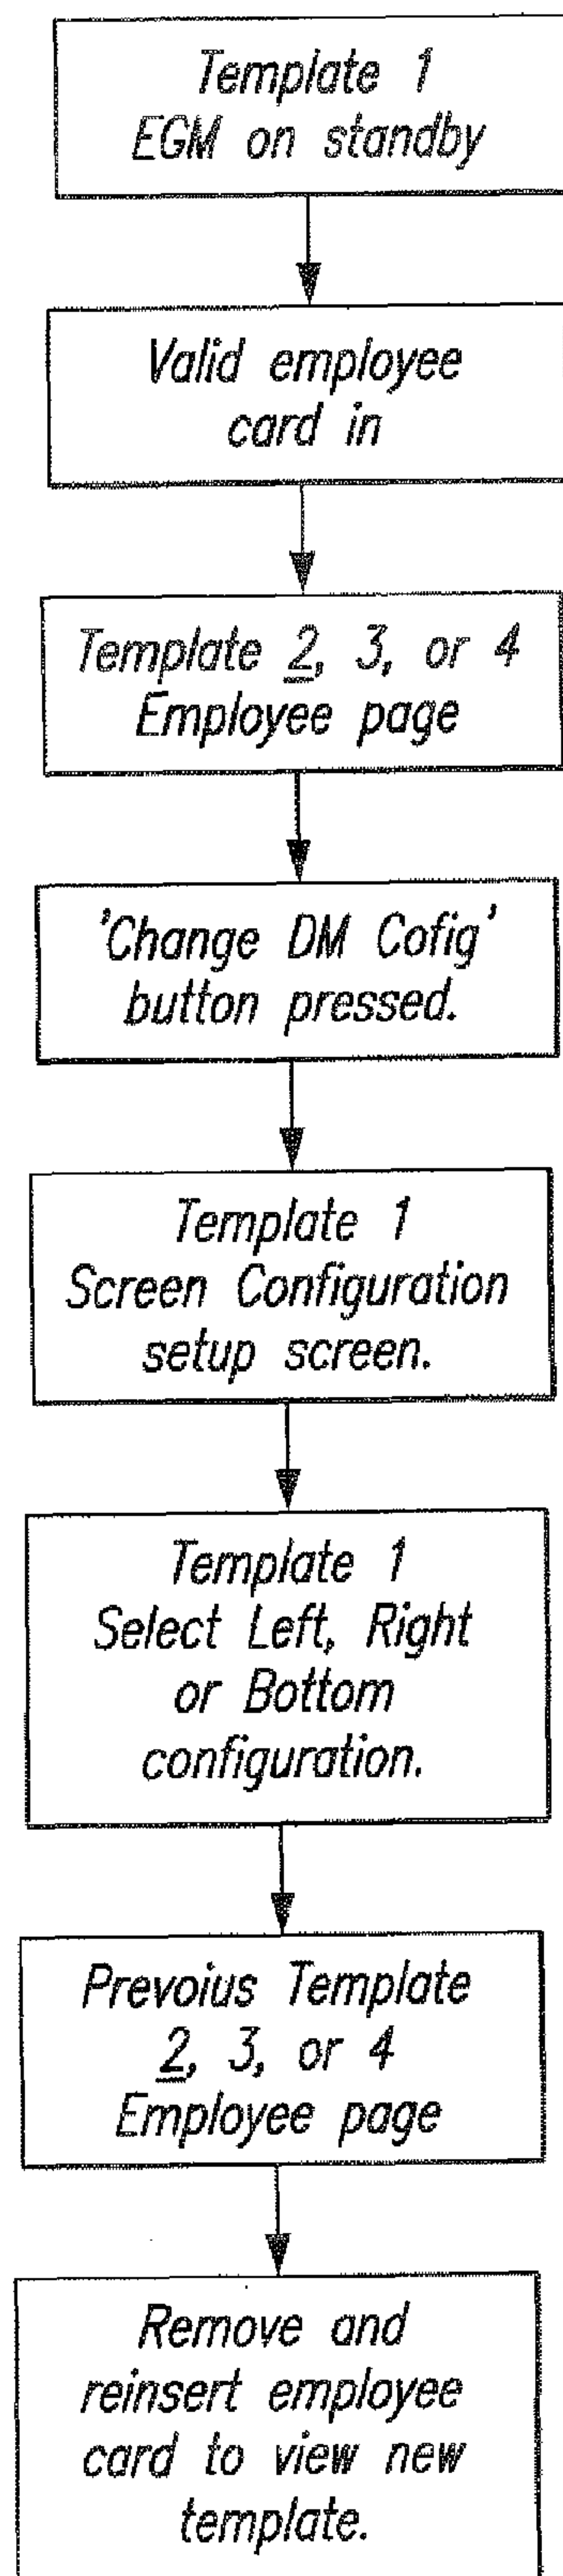 Template 1
EGM on standby
Valid employee
card in
Template 2, 3, or 4
Employee page
'Change DM Cofig'
button pressed.
Template 1
Screen Configuration
setup screen.
Template 1
Select Left, Right
or Bottom
configuration.
Prevoius Template
2, 3, or 4
Employee page
Remove and
reinsert employee
card to view new
template.